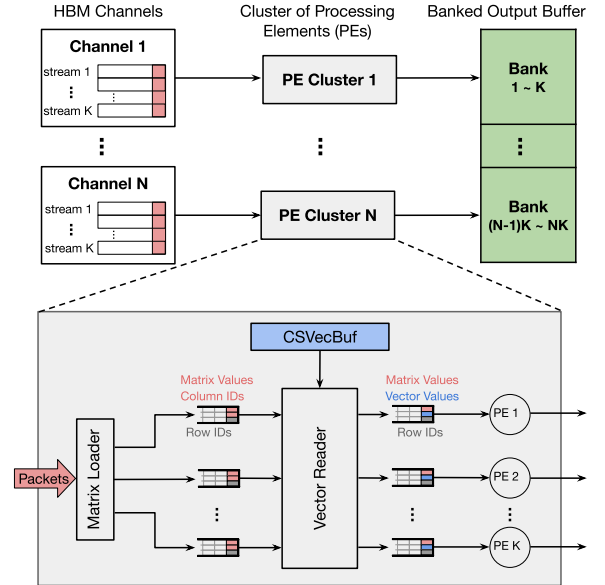 HBM Channels
Cluster of Processing
Elements (PEs)
Banked Output Buffer
Channel 1
stream 1
stream K
PE Cluster 1
Bank
1 ~ K
Channel N
stream 1
stream K
PE Cluster N
Bank
(N-1)K ~ NK
CSVecBuf
Matrix Values
Column IDs
Row IDs
Matrix Values
Vector Values
Row IDs
Packets
Matrix Loader
Vector Reader
PE 1
PE 2
PE K